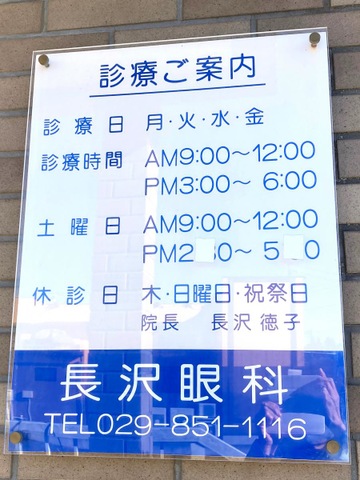 診療ご案内
診療日 月・火・水・金
診療時間 AM9:00〜12:00
PM3:00〜 6:00
土曜日 AM9:00〜12:00
休診日 木・日曜日・祝祭日
院長 長沢徳子
長沢眼科
TEL029-851-1116